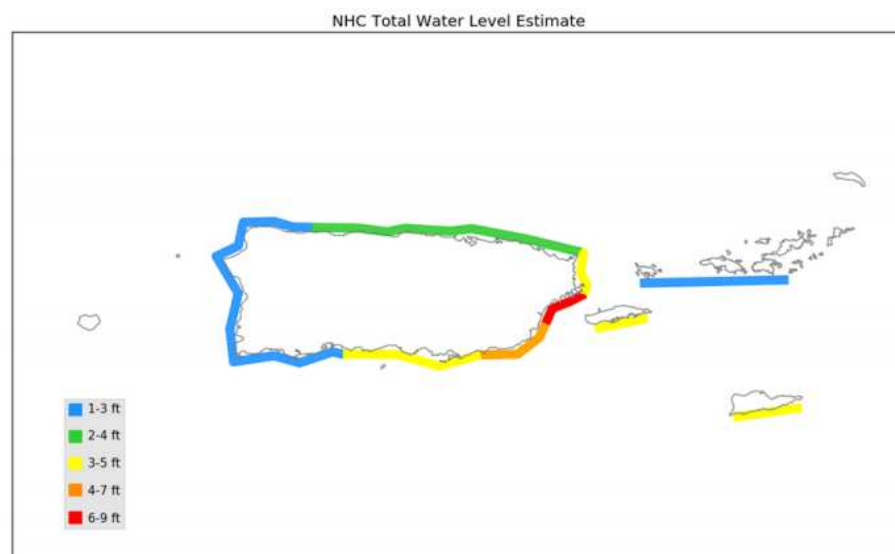 NHC Total Water Level Estimate
1-3 ft
2-4 ft
3-5 ft
4-7 ft
6-9 ft